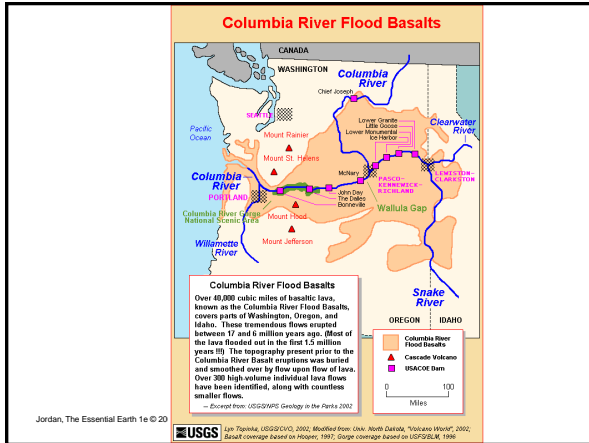 Columbia River Flood Basalts
CANADA
WASHINGTON
Columbia
River
Chief Joseph
SEATTLE
Pacific
Ocean
Mount Rainier
Mount St. Helens
Lower Granite
Little Goose
Lower Monumental
Ice Harbor
Clearwater
River
Columbia
River
PORTLAND
McNary
PASCO-
KENNEWICK-
RICHLAND
LEWISTON-
CLARKSTON
John Day
The Dalles
Bonneville
Wallula Gap
Columbia River Gorge
National Scenic Area
Mount Hood
Mount Jefferson
Willamette
River
Snake
River
OREGON
IDAHO
Columbia River Flood Basalts
Over 40,000 cubic miles of basaltic lava,
known as the Columbia River Flood Basalts,
covers parts of Washington, Oregon, and
Idaho. These tremendous flows erupted
between 17 and 6 million years ago. (Most of
the lava flooded out in the first 1.5 million
years !!!) The topography present prior to the
Columbia River Basalt eruptions was buried
and smoothed over by flow upon flow of lava.
Over 300 high-volume individual lava flows
have been identified, along with countless
smaller flows.
-- Excerpt from: USGS/NPS Geology in the Parks 2002
Columbia River
Flood Basalts
Cascade Volcano
USACOE Dam
0 100
Miles
Jordan, The Essential Earth 1e © 20
USGS
Lyn Topinka, USGS/CVO, 2002; Modified from: Univ. North Dakota, "Volcano World", 2002;
Basalt coverage based on Hooper, 1997; Gorge coverage based on USFS/BLM, 1996